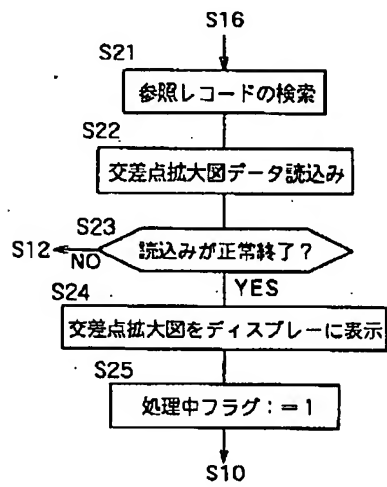 S16
S21
参照レコードの検索
S22
交差点拡大図データ読込み
S23
読込みが正常終了?
S12
NO
YES
S24
交差点拡大図をディスプレーに表示
S25
処理中フラグ:=1
S10